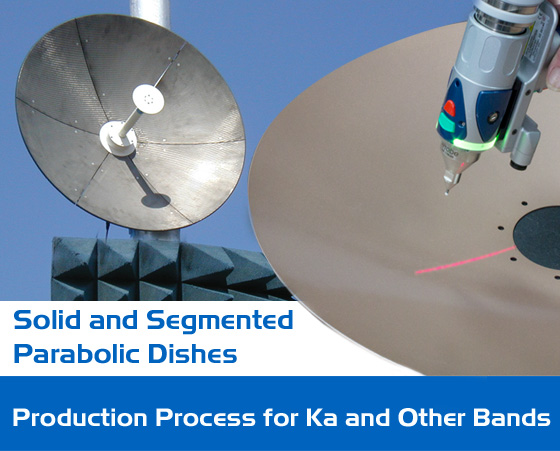 Solid and Segmented
Parabolic Dishes
Production Process for Ka and Other Bands